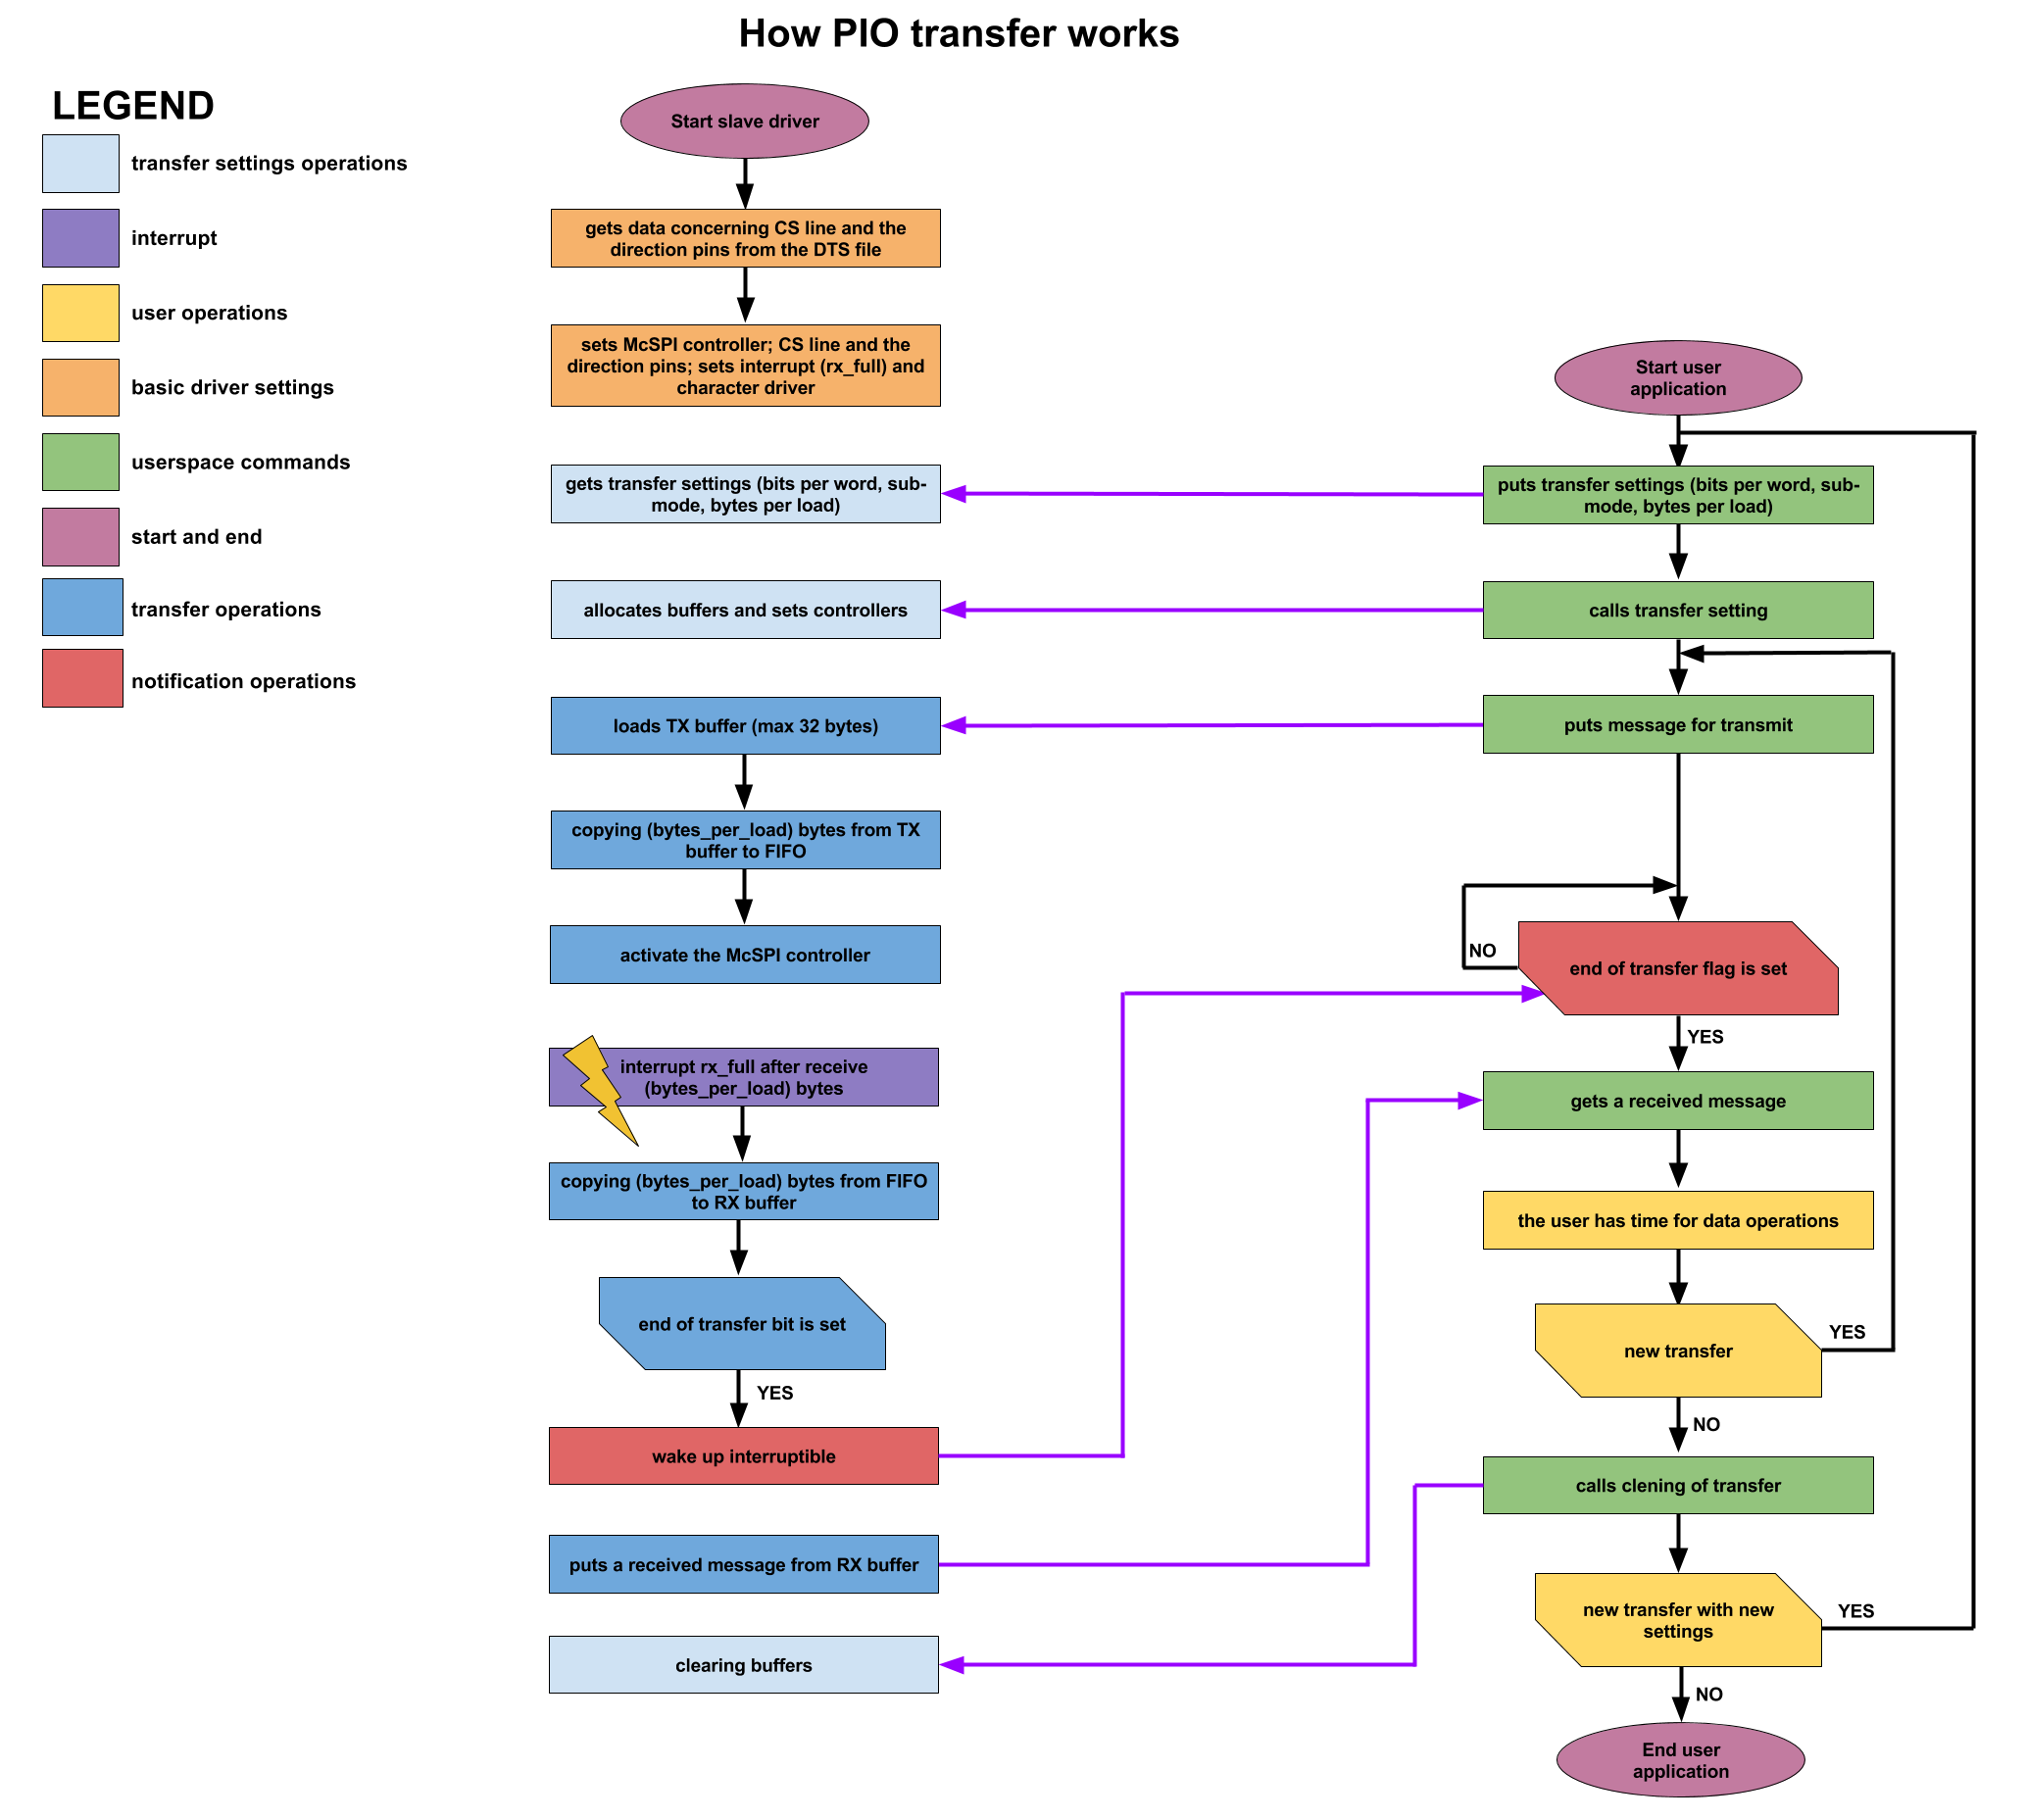 How PIO transfer works
LEGEND
transfer settings operations
interrupt
user operations
basic driver settings
userspace commands
start and end
transfer operations
notification operations
Start slave driver
gets data concerning CS line and the
direction pins from the DTS file
sets McSPI controller; CS line and the
direction pins; sets interrupt (rx_full) and
character driver
gets transfer settings (bits per word, sub-
mode, bytes per load)
allocates buffers and sets controllers
loads TX buffer (max 32 bytes)
copying (bytes_per_load) bytes from TX
buffer to FIFO
activate the McSPI controller
interrupt rx_full after receive
(bytes_per_load) bytes
copying (bytes_per_load) bytes from FIFO
to RX buffer
end of transfer bit is set
YES
wake up interruptible
puts a received message from RX buffer
clearing buffers
Start user
application
puts transfer settings (bits per word, sub-
mode, bytes per load)
calls transfer setting
puts message for transmit
NO
end of transfer flag is set
YES
gets a received message
the user has time for data operations
new transfer
YES
NO
calls clening of transfer
new transfer with new
settings
YES
NO
End user
application